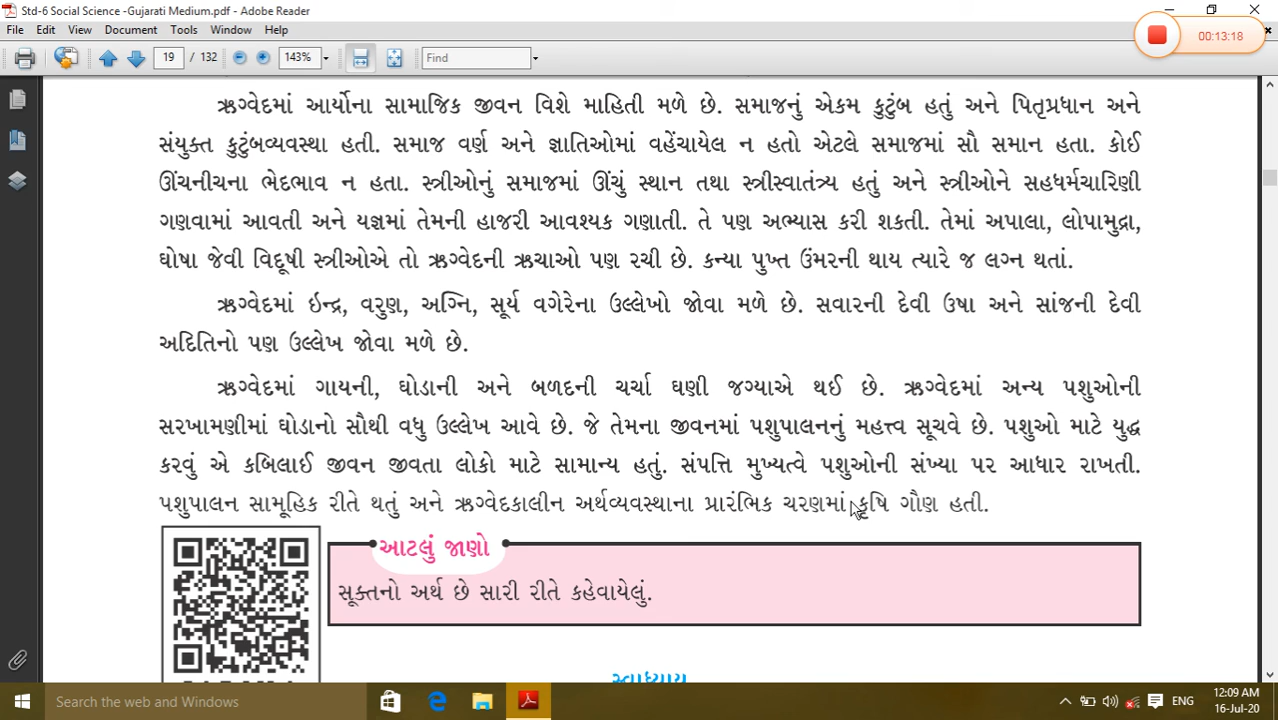 Std-6 Social Science -Gujarati Medium.pdf - Adobe Reader
File Edit View Document Tools Window Help
19 / 132 143% Find
00:13:18
ઋગ્વેદમાં આર્યોના સામાજિક જીવન વિશે માહિતી મળે છે. સમાજનું એકમ કુટુંબ હતું અને પિતૃપ્રધાન અને
સંયુક્ત કુટુંબવ્યવસ્થા હતી. સમાજ વર્ણ અને જ્ઞાતિઓમાં વહેંચાયેલ ન હતો એટલે સમાજમાં સૌ સમાન હતા. કોઈ
ઊંચનીચના ભેદભાવ ન હતા. સ્ત્રીઓનું સમાજમાં ઊંચું સ્થાન તથા સ્ત્રીસ્વાતંત્ર્ય હતું અને સ્ત્રીઓને સહધર્મચારિણી
ગણવામાં આવતી અને યજ્ઞમાં તેમની હાજરી આવશ્યક ગણાતી. તે પણ અભ્યાસ કરી શકતી. તેમાં અપાલા, લોપામુદ્રા,
ઘોષા જેવી વિદૂષી સ્ત્રીઓએ તો ઋગ્વેદની ઋચાઓ પણ રચી છે. કન્યા પુખ્ત ઉંમરની થાય ત્યારે જ લગ્ન થતાં.
ઋગ્વેદમાં ઇન્દ્ર, વરુણ, અગ્નિ, સૂર્ય વગેરેના ઉલ્લેખો જોવા મળે છે. સવારની દેવી ઉષા અને સાંજની દેવી
અદિતિનો પણ ઉલ્લેખ જોવા મળે છે.
ઋગ્વેદમાં ગાયની, ઘોડાની અને બળદની ચર્ચા ઘણી જગ્યાએ થઈ છે. ઋગ્વેદમાં અન્ય પશુઓની
સરખામણીમાં ઘોડાનો સૌથી વધુ ઉલ્લેખ આવે છે. જે તેમના જીવનમાં પશુપાલનનું મહત્ત્વ સૂચવે છે. પશુઓ માટે યુદ્ધ
કરવું એ કબિલાઈ જીવન જીવતા લોકો માટે સામાન્ય હતું. સંપત્તિ મુખ્યત્વે પશુઓની સંખ્યા પર આધાર રાખતી.
પશુપાલન સામૂહિક રીતે થતું અને ઋગ્વેદકાલીન અર્થવ્યવસ્થાના પ્રારંભિક ચરણમાં કૃષિ ગૌણ હતી.
આટલું જાણો
સૂક્તનો અર્થ છે સારી રીતે કહેવાયેલું.
સ્વાધ્યાય
Search the web and Windows
ENG
12:09 AM
16-Jul-20